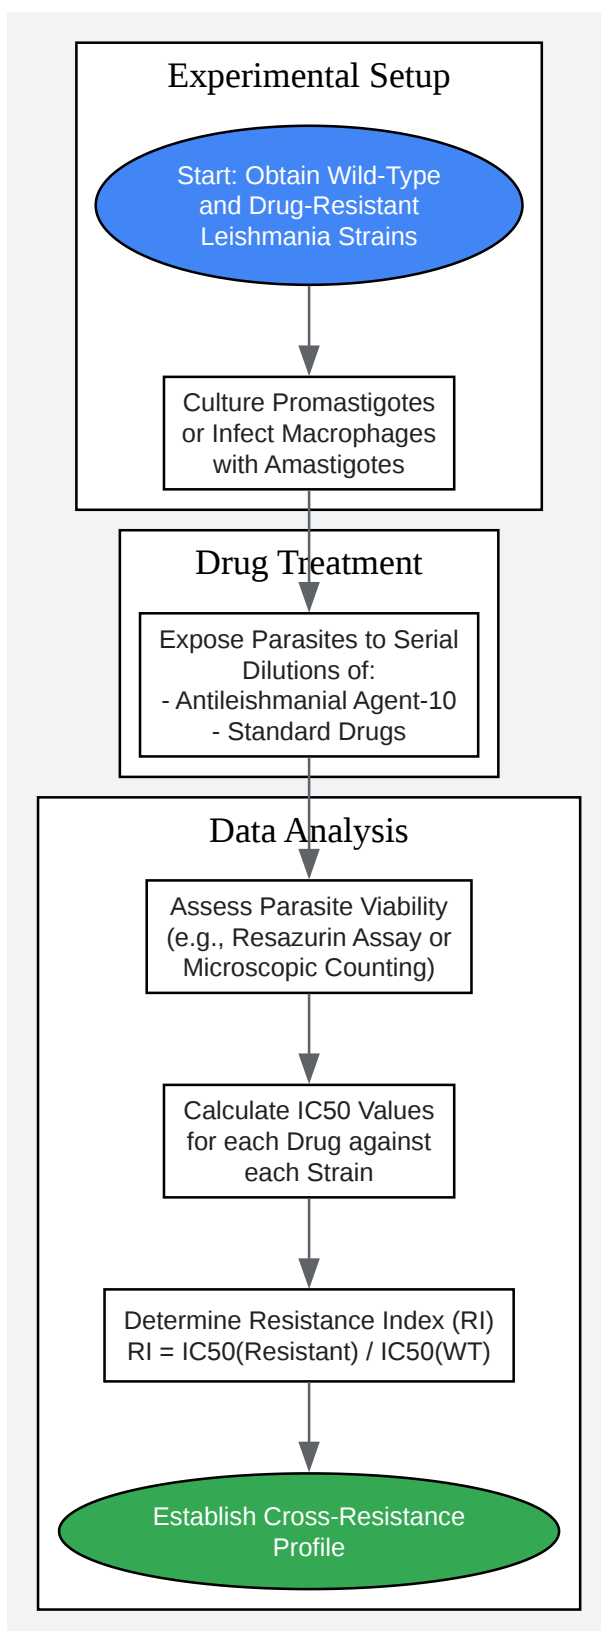 Experimental Setup
Start: Obtain Wild-Type
and Drug-Resistant
Leishmania Strains
Culture Promastigotes
or Infect Macrophages
with Amastigotes
Drug Treatment
Expose Parasites to Serial
Dilutions of:
- Antileishmanial Agent-10
- Standard Drugs
Data Analysis
Assess Parasite Viability
(e.g., Resazurin Assay or
Microscopic Counting)
Calculate IC50 Values
for each Drug against
each Strain
Determine Resistance Index (RI)
RI = IC50(Resistant) / IC50(WT)
Establish Cross-Resistance
Profile